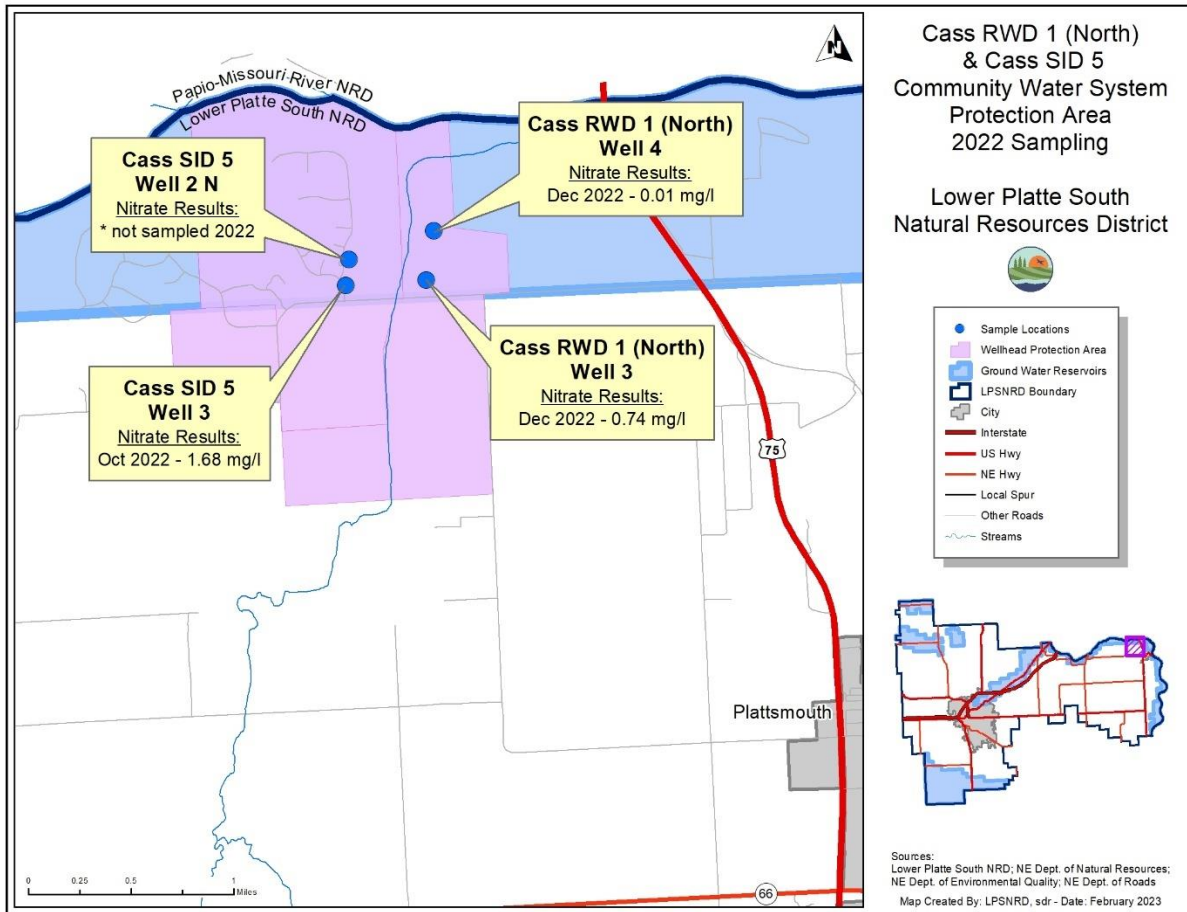 Papio-Missouri-River NRD
Lower Platte South NRD
N
Cass SID 5
Well 2 N
Nitrate Results:
* not sampled 2022
Cass RWD 1 (North)
Well 4
Nitrate Results:
Dec 2022 - 0.01 mg/l
Cass SID 5
Well 3
Nitrate Results:
Oct 2022 - 1.68 mg/l
Cass RWD 1 (North)
Well 3
Nitrate Results:
Dec 2022 - 0.74 mg/l
75
Plattsmouth
66
0 0.25 0.5 1
Miles
Cass RWD 1 (North)
& Cass SID 5
Community Water System
Protection Area
2022 Sampling
Lower Platte South
Natural Resources District
Sample Locations
Wellhead Protection Area
Ground Water Reservoirs
LPSNRD Boundary
City
Interstate
US Hwy
NE Hwy
Local Spur
Other Roads
Streams
Sources:
Lower Platte South NRD; NE Dept. of Natural Resources;
NE Dept. of Environmental Quality; NE Dept. of Roads
Map Created By: LPSNRD, sdr - Date: February 2023